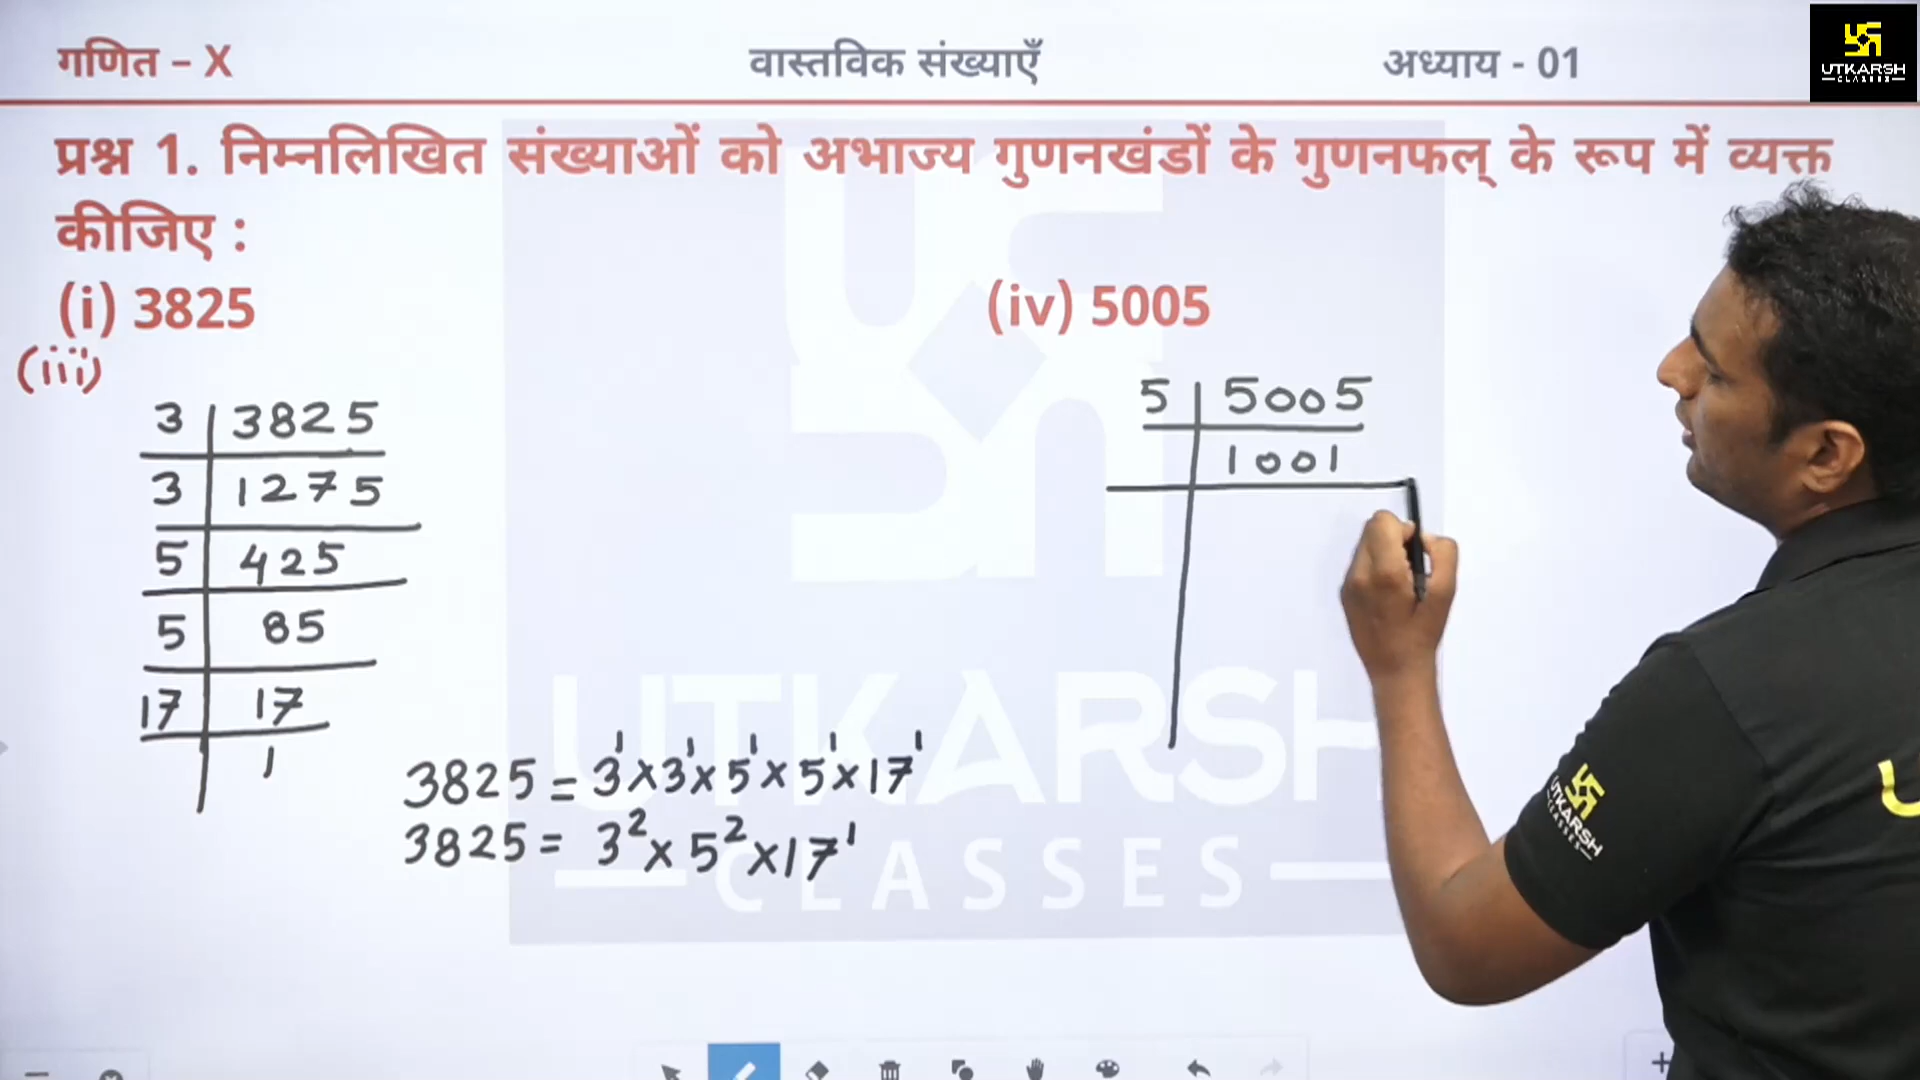 गणित – X वास्तविक संख्याएँ अध्याय - 01
UTKARSH
CLASSES
प्रश्न 1. निम्नलिखित संख्याओं को अभाज्य गुणनखंडों के गुणनफल् के रूप में व्यक्त
कीजिए :
(i) 3825 (iv) 5005
(iii)
3 3825
3 1275
5 425
5 85
17 17
1
3825 = 3¹ × 3¹ × 5¹ × 5¹ × 17¹
3825 = 3² × 5² × 17¹
5 5005
1001
UTKARSH
CLASSES
UTKARSH
CLASSES